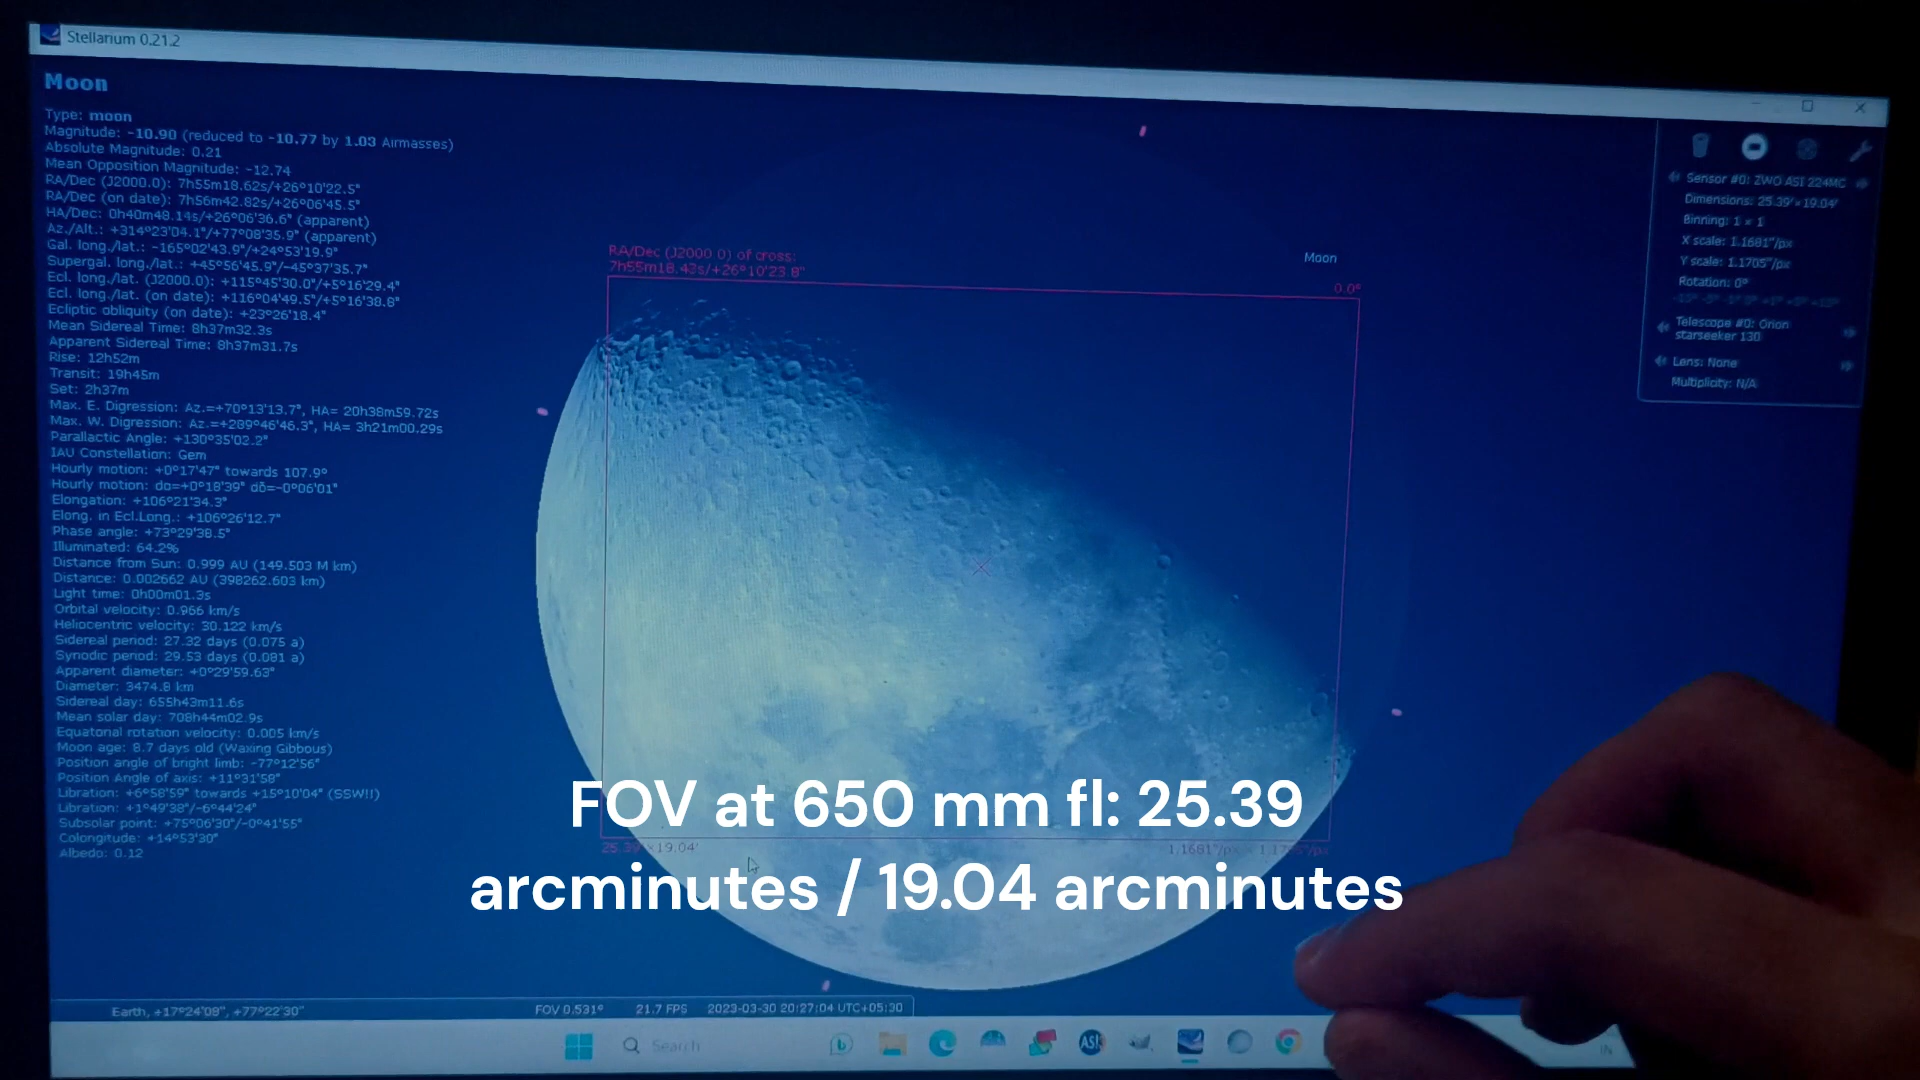 Stellarium 0.21.2
Moon
Type: moon
Magnitude: -10.90 (reduced to -10.77 by 1.03 Airmasses)
Absolute Magnitude: 0.21
Mean Opposition Magnitude: -12.74
RA/Dec (J2000.0): 7h55m18.62s/+26°10'22.5"
RA/Dec (on date): 7h56m42.82s/+26°06'45.5"
HA/Dec: 0h40m48.14s/+26°06'36.6" (apparent)
Az./Alt.: +314°23'04.1"/+77°08'35.9" (apparent)
Gal. long./lat.: -165°02'43.9"/+24°53'19.9"
Supergal. long./lat.: +45°56'45.9"/-45°37'35.7"
Ecl. long./lat. (J2000.0): +115°45'30.0"/+5°16'29.4"
Ecl. long./lat. (on date): +116°04'49.5"/+5°16'38.8"
Ecliptic obliquity (on date): +23°26'18.4"
Mean Sidereal Time: 8h37m32.3s
Apparent Sidereal Time: 8h37m31.7s
Rise: 12h52m
Transit: 19h45m
Set: 2h37m
Max. E. Digression: Az.=+70°13'13.7", HA= 20h38m59.72s
Max. W. Digression: Az.=+289°46'46.3", HA= 3h21m00.29s
Parallactic Angle: +130°35'02.2"
IAU Constellation: Gem
Hourly motion: +0°17'47" towards 107.9°
Hourly motion: dα=+0°18'39" dδ=-0°06'01"
Elongation: +106°21'34.3"
Elong. in Ecl.Long.: +106°26'12.7"
Phase angle: +73°29'38.5"
Illuminated: 64.2%
Distance from Sun: 0.999 AU (149.503 M km)
Distance: 0.002662 AU (398262.603 km)
Light time: 0h00m01.3s
Orbital velocity: 0.966 km/s
Heliocentric velocity: 30.122 km/s
Sidereal period: 27.32 days (0.075 a)
Synodic period: 29.53 days (0.081 a)
Apparent diameter: +0°29'59.63"
Diameter: 3474.8 km
Sidereal day: 655h43m11.6s
Mean solar day: 708h44m02.9s
Equatorial rotation velocity: 0.005 km/s
Moon age: 8.7 days old (Waxing Gibbous)
Position angle of bright limb: -77°12'56"
Position Angle of axis: +11°31'58"
Libration: +6°58'59" towards +15°10'04" (SSW!!)
Libration: +1°49'38"/-6°44'24"
Subsolar point: +75°06'30"/-0°41'55"
Colongitude: +14°53'30"
Albedo: 0.12
RA/Dec (J2000.0) of cross:
7h55m18.43s/+26°10'23.8"
Moon
0.0°
Sensor #0: ZWO ASI 224MC
Dimensions: 25.39'×19.04'
Binning: 1 × 1
X scale: 1.1681"/px
Y scale: 1.1705"/px
Rotation: 0°
Telescope #0: Orion
starseeker 130
Lens: None
Multiplicity: N/A
FOV at 650 mm fl: 25.39
25.39'×19.04'
arcminutes / 19.04 arcminutes
Earth, +17°24'08", +77°22'30"
FOV 0.531°
21.7 FPS
2023-03-30 20:27:04 UTC+05:30
Search
ASI
IN